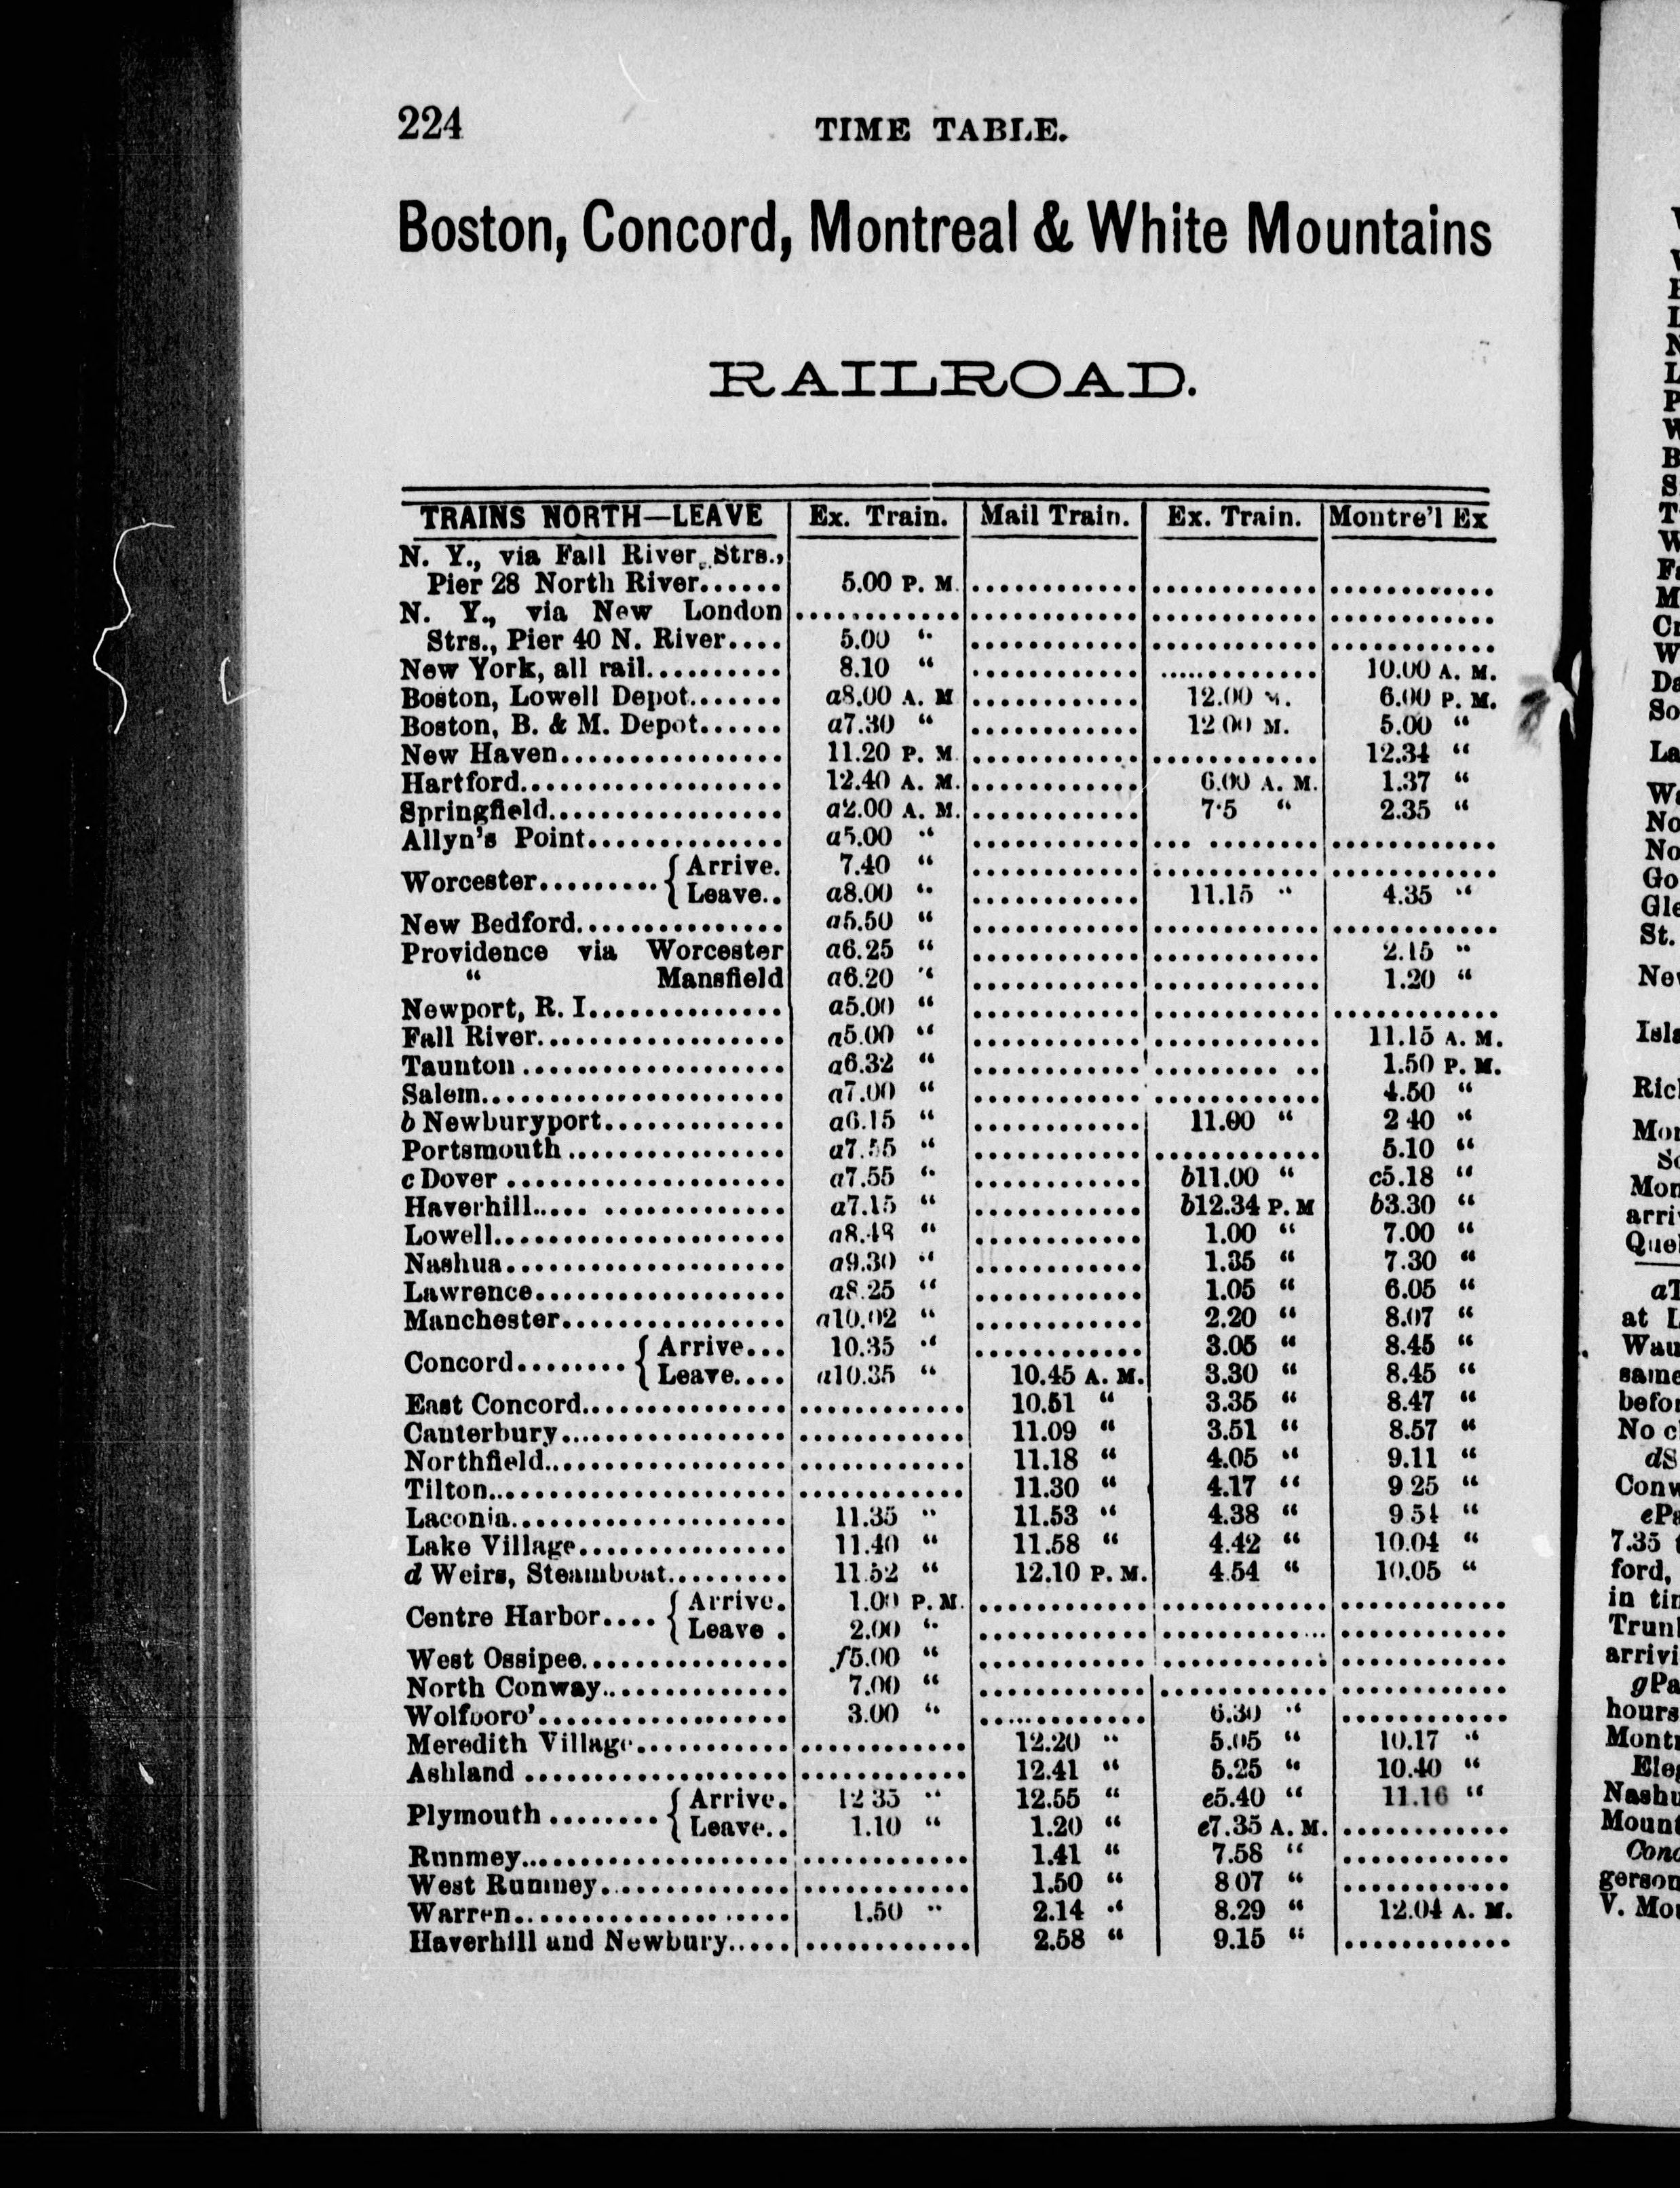 224 TIME TABLE.
Boston, Concord, Montreal & White Mountains
RAILROAD.
TRAINS NORTH—LEAVE Ex. Train. Mail Train. Ex. Train. Montre'l Ex
N. Y., via Fall River Strs.,
Pier 28 North River...... 5.00 P. M. ............ ............ ............
N. Y., via New London ............ ............ ............ ............
Strs., Pier 40 N. River.... 5.00 " ............ ............ ............
New York, all rail.......... 8.10 " ............ ............ 10.00 A. M.
Boston, Lowell Depot....... a8.00 A. M ............ 12.00 M. 6.00 P. M.
Boston, B. & M. Depot...... a7.30 " ............ 12 00 M. 5.00 "
New Haven................ 11.20 P. M. ............ ............ 12.34 "
Hartford................... 12.40 A. M. ............ 6.00 A. M. 1.37 "
Springfield................. a2.00 A. M. ............ 7·5 " 2.35 "
Allyn's Point.............. a5.00 " ............ ... ........ ............
Worcester......... { Arrive. 7.40 " ............ ............ ............
Leave.. a8.00 " ............ 11.15 " 4.35 "
New Bedford............... a5.50 " ............ ............ ............
Providence via Worcester a6.25 " ............ ............ 2.15 "
" Mansfield a6.20 " ............ ............ 1.20 "
Newport, R. I.............. a5.00 " ............ ............ ............
Fall River.................. a5.00 " ............ ............ 11.15 A. M.
Taunton ................... a6.32 " ............ ......... .. 1.50 P. M.
Salem...................... a7.00 " ............ ............ 4.50 "
b Newburyport............. a6.15 " ............ 11.00 " 2 40 "
Portsmouth ................ a7.55 " ............ ............ 5.10 "
c Dover .................... a7.55 " ............ b11.00 " c5.18 "
Haverhill..... ............. a7.15 " ............ b12.34 P. M b3.30 "
Lowell..................... a8.48 " ............ 1.00 " 7.00 "
Nashua.................... a9.30 " ............ 1.35 " 7.30 "
Lawrence.................. a8.25 " ............ 1.05 " 6.05 "
Manchester................ a10.02 " ............ 2.20 " 8.07 "
Concord........ { Arrive... 10.35 " ............ 3.05 " 8.45 "
Leave.... a10.35 " 10.45 A. M. 3.30 " 8.45 "
East Concord.............. ............ 10.51 " 3.35 " 8.47 "
Canterbury................ ............ 11.09 " 3.51 " 8.57 "
Northfield................. ............ 11.18 " 4.05 " 9.11 "
Tilton...................... ............ 11.30 " 4.17 " 9 25 "
Laconia.................... 11.35 " 11.53 " 4.38 " 9 54 "
Lake Village............... 11.40 " 11.58 " 4.42 " 10.04 "
d Weirs, Steamboat......... 11.52 " 12.10 P. M. 4.54 " 10.05 "
Centre Harbor.... { Arrive. 1.00 P. M. ............ ............ ............
Leave . 2.00 " ............ ............ ............
West Ossipee............... f5.00 " ............ ............ ............
North Conway.............. 7.00 " ............ ............ ............
Wolfboro'................... 3.00 " ............ 6.30 " ............
Meredith Village........... ............ 12.20 " 5.05 " 10.17 "
Ashland ................... ............ 12.41 " 5.25 " 10.40 "
Plymouth ........ { Arrive. 12 35 " 12.55 " e5.40 " 11.16 "
Leave.. 1.10 " 1.20 " e7.35 A. M. ............
Runmey.................... ............ 1.41 " 7.58 " ............
West Rumney.............. ............ 1.50 " 8 07 " ............
Warren..................... 1.50 " 2.14 " 8.29 " 12.04 A. M.
Haverhill and Newbury..... ............ 2.58 " 9.15 " ............